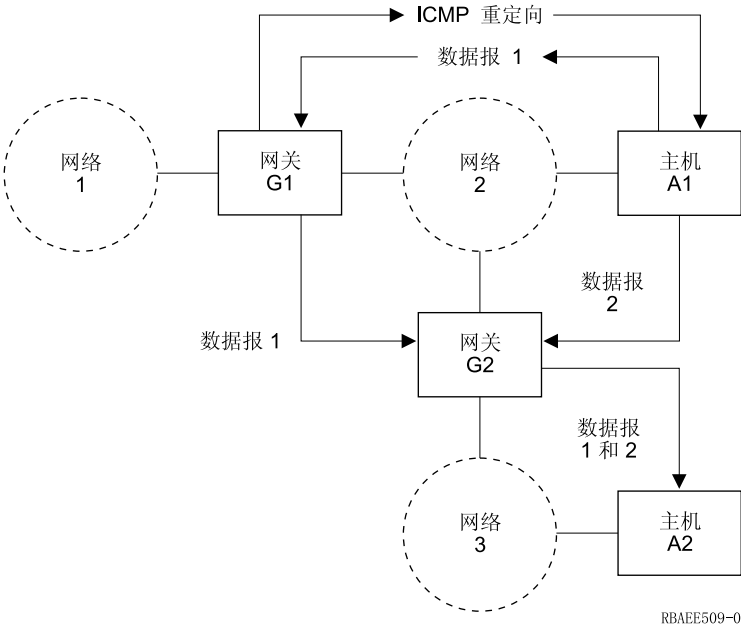 ICMP 重定向
数据报 1
网络
1
网关
G1
网络
2
主机
A1
数据报
2
数据报 1
网关
G2
数据报
1 和 2
网络
3
主机
A2
RBAEE509-0